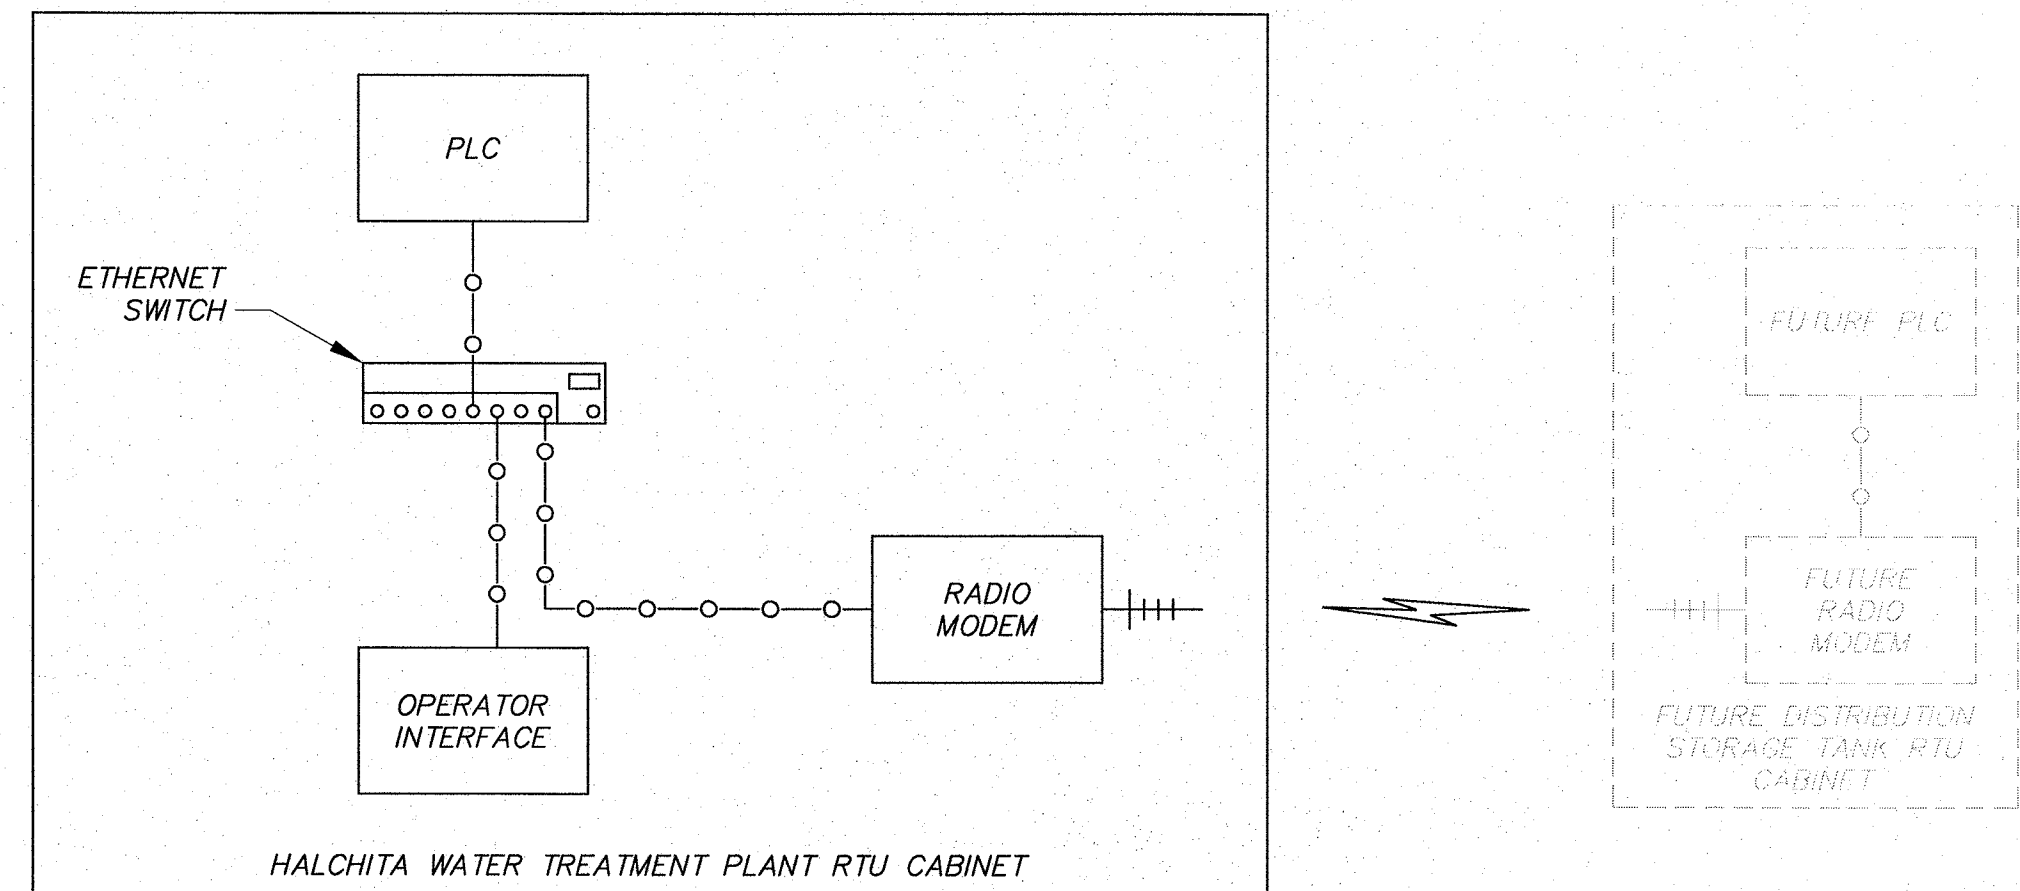 PLC
ETHERNET
SWITCH
FUTURE PLC
RADIO
MODEM
FUTURE
RADIO
MODEM
OPERATOR
INTERFACE
FUTURE DISTRIBUTION
STORAGE TANK RTU
CABINET
HALCHITA WATER TREATMENT PLANT RTU CABINET